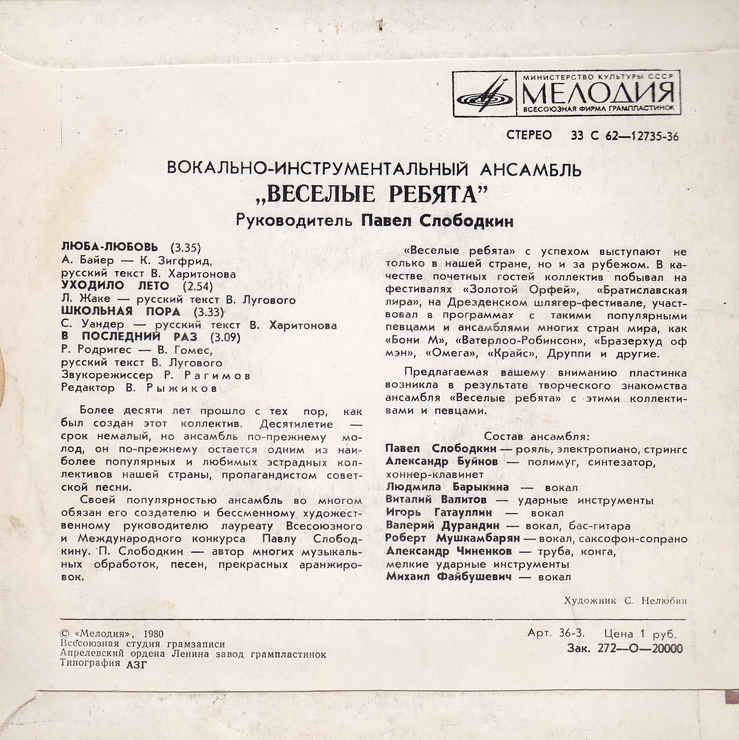 МИНИСТЕРСТВО КУЛЬТУРЫ СССР
МЕЛОДИЯ
ВСЕСОЮЗНАЯ ФИРМА ГРАМПЛАСТИНОК
СТЕРЕО 33 С 62—12735-36
ВОКАЛЬНО-ИНСТРУМЕНТАЛЬНЫЙ АНСАМБЛЬ
„ВЕСЕЛЫЕ РЕБЯТА”
Руководитель Павел Слободкин
ЛЮБА-ЛЮБОВЬ (3.35)
А. Байер — К. Зигфрид,
русский текст В. Харитонова
УХОДИЛО ЛЕТО (2.54)
Л. Жаке — русский текст В. Лугового
ШКОЛЬНАЯ ПОРА (3.33)
С. Уандер — русский текст В. Харитонова
В ПОСЛЕДНИЙ РАЗ (3.09)
Р. Родригес — В. Гомес,
русский текст В. Лугового
Звукорежиссер Р. Рагимов
Редактор В. Рыжиков
Более десяти лет прошло с тех пор, как
был создан этот коллектив. Десятилетие —
срок немалый, но ансамбль по-прежнему мо-
лод, он по-прежнему остается одним из наи-
более популярных и любимых эстрадных кол-
лективов нашей страны, пропагандистом совет-
ской песни.
Своей популярностью ансамбль во многом
обязан его создателю и бессменному художест-
венному руководителю лауреату Всесоюзного
и Международного конкурса Павлу Слобод-
кину. П. Слободкин — автор многих музыкаль-
ных обработок, песен, прекрасных аранжиро-
вок.
«Веселые ребята» с успехом выступают не
только в нашей стране, но и за рубежом. В ка-
честве почетных гостей коллектив побывал на
фестивалях «Золотой Орфей», «Братиславская
лира», на Дрезденском шлягер-фестивале, участ-
вовал в программах с такими популярными
певцами и ансамблями многих стран мира, как
«Бони М», «Ватерлоо-Робинсон», «Бразерхуд оф
мэн», «Омега», «Крайс», Друппи и другие.
Предлагаемая вашему вниманию пластинка
возникла в результате творческого знакомства
ансамбля «Веселые ребята» с этими коллекти-
вами и певцами.
Состав ансамбля:
Павел Слободкин — рояль, электропиано, стрингс
Александр Буйнов — полимуг, синтезатор,
хоннер-клавинет
Людмила Барыкина — вокал
Виталий Валитов — ударные инструменты
Игорь Гатауллин — вокал
Валерий Дурандин — вокал, бас-гитара
Роберт Мушкамбарян — вокал, саксофон-сопрано
Александр Чиненков — труба, конга,
мелкие ударные инструменты
Михаил Файбушевич — вокал
Художник С. Нелюбин
© «Мелодия», 1980
Всесоюзная студия грамзаписи
Апрелевский ордена Ленина завод грампластинок
Типография АЗГ
Арт. 36-3. Цена 1 руб.
Зак. 272—О—20000